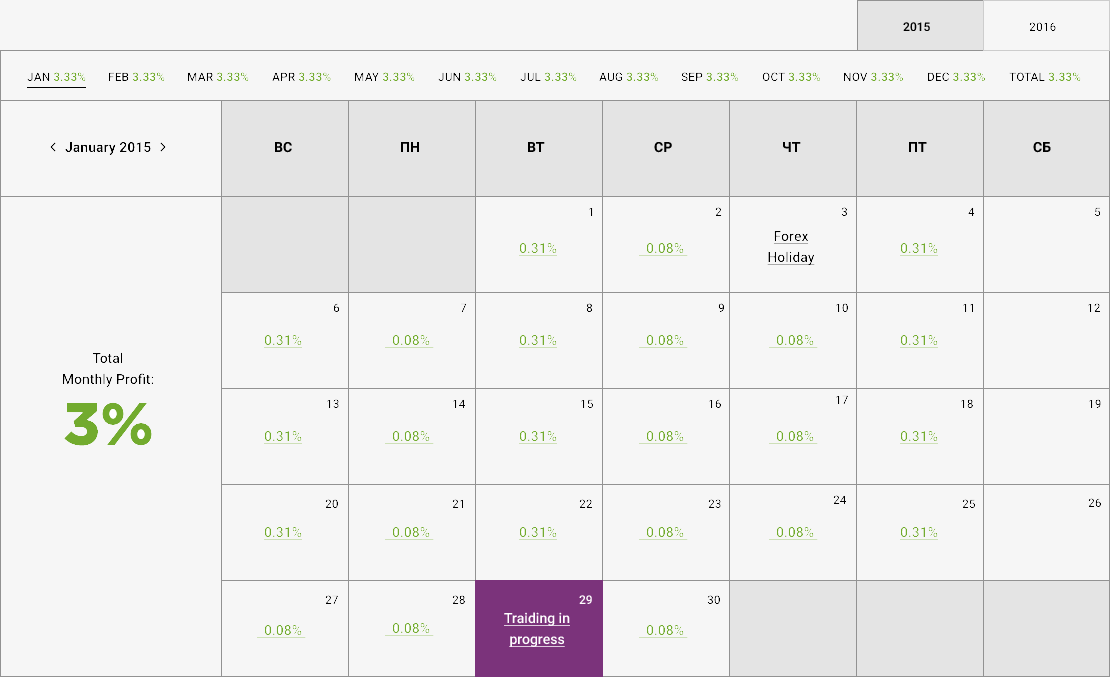 2015 2016
JAN 3.33% FEB 3.33% MAR 3.33% APR 3.33% MAY 3.33% JUN 3.33% JUL 3.33% AUG 3.33% SEP 3.33% OCT 3.33% NOV 3.33% DEC 3.33% TOTAL 3.33%
< January 2015 > ВС ПН ВТ СР ЧТ ПТ СБ
1 2 3 4 5
0.31% 0.08% Forex Holiday 0.31%
6 7 8 9 10 11 12
0.31% 0.08% 0.31% 0.08% 0.08% 0.31%
Total
Monthly Profit:
3%
13 14 15 16 17 18 19
0.31% 0.08% 0.31% 0.08% 0.08% 0.31%
20 21 22 23 24 25 26
0.31% 0.08% 0.31% 0.08% 0.08% 0.31%
27 28 29 30
0.08% 0.08% Traiding in progress 0.08%